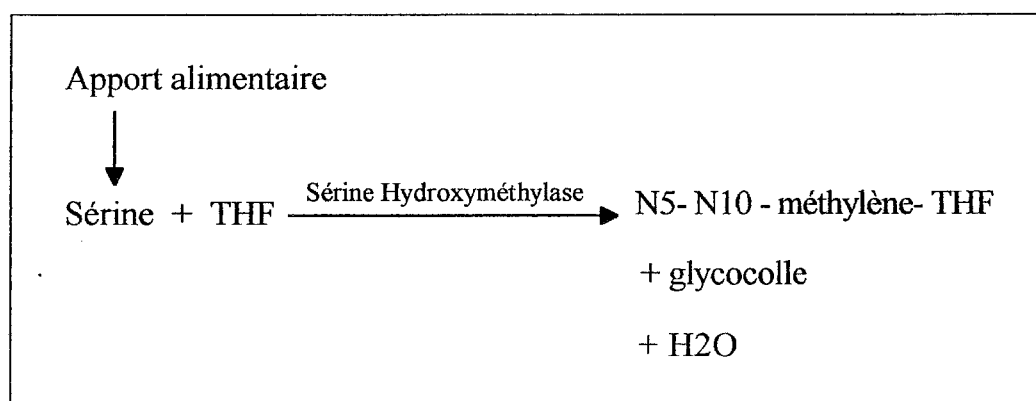 Apport alimentaire
Sérine Hydroxyméthylase
Sérine + THF N5- N10 - méthylène- THF
+ glycocolle
+ H2O